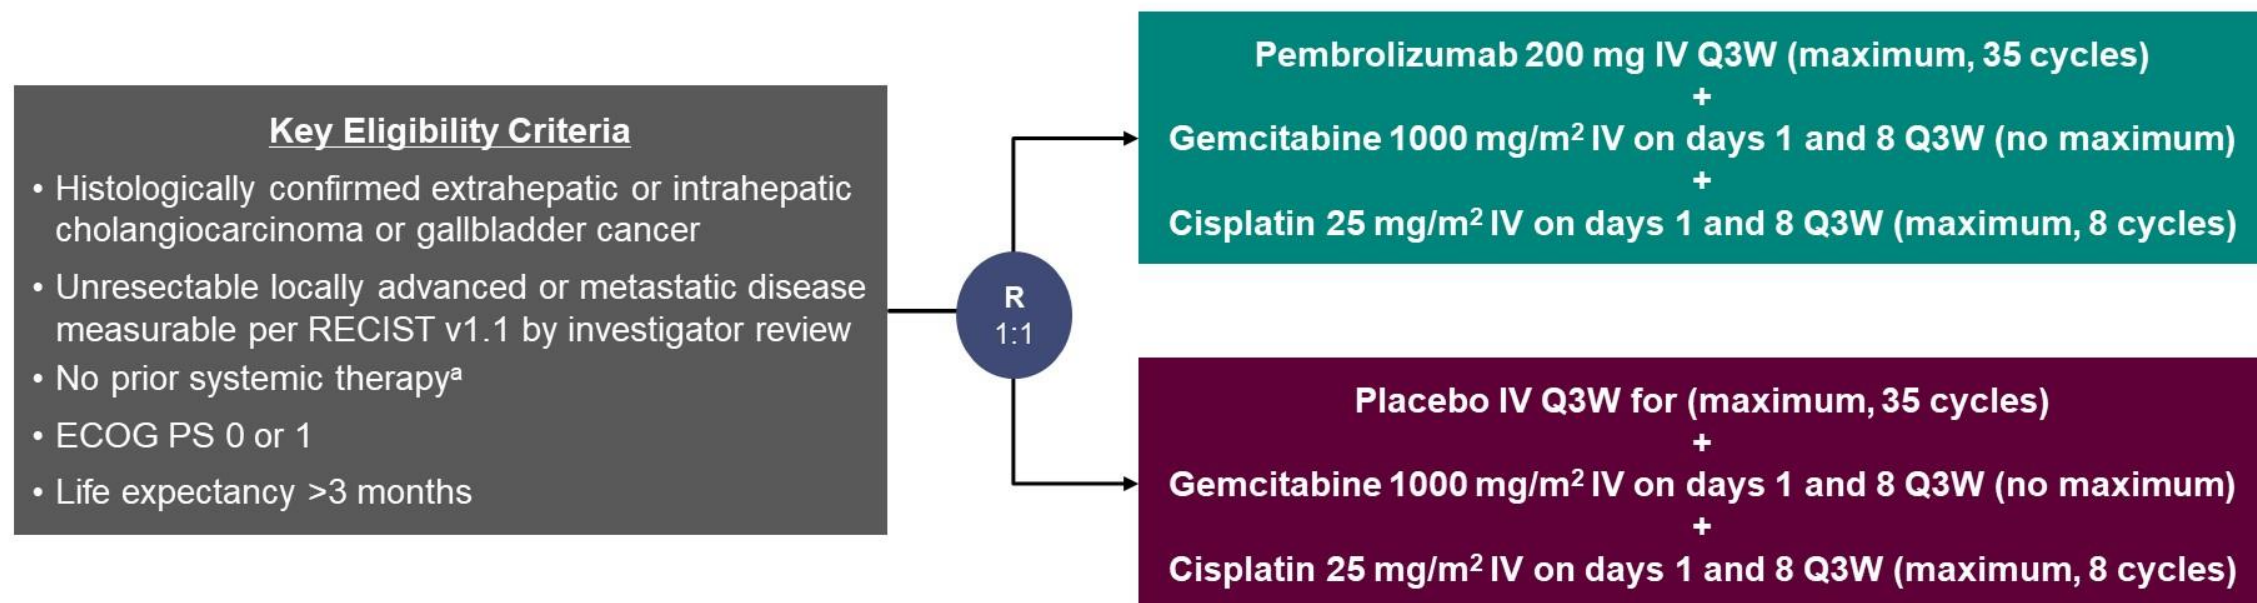 Key Eligibility Criteria
• Histologically confirmed extrahepatic or intrahepatic
cholangiocarcinoma or gallbladder cancer
• Unresectable locally advanced or metastatic disease
measurable per RECIST v1.1 by investigator review
• No prior systemic therapyᵃ
• ECOG PS 0 or 1
• Life expectancy >3 months
R
1:1
Pembrolizumab 200 mg IV Q3W (maximum, 35 cycles)
+
Gemcitabine 1000 mg/m² IV on days 1 and 8 Q3W (no maximum)
+
Cisplatin 25 mg/m² IV on days 1 and 8 Q3W (maximum, 8 cycles)
Placebo IV Q3W for (maximum, 35 cycles)
+
Gemcitabine 1000 mg/m² IV on days 1 and 8 Q3W (no maximum)
+
Cisplatin 25 mg/m² IV on days 1 and 8 Q3W (maximum, 8 cycles)